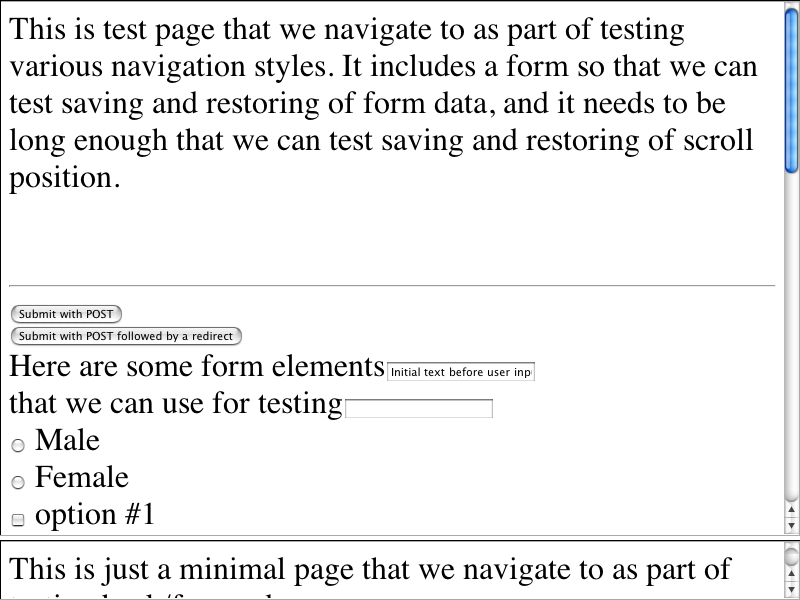 This is test page that we navigate to as part of testing
various navigation styles. It includes a form so that we can
test saving and restoring of form data, and it needs to be
long enough that we can test saving and restoring of scroll
position.
Submit with POST
Submit with POST followed by a redirect
Here are some form elements Initial text before user inp
that we can use for testing
Male
Female
option #1
This is just a minimal page that we navigate to as part of